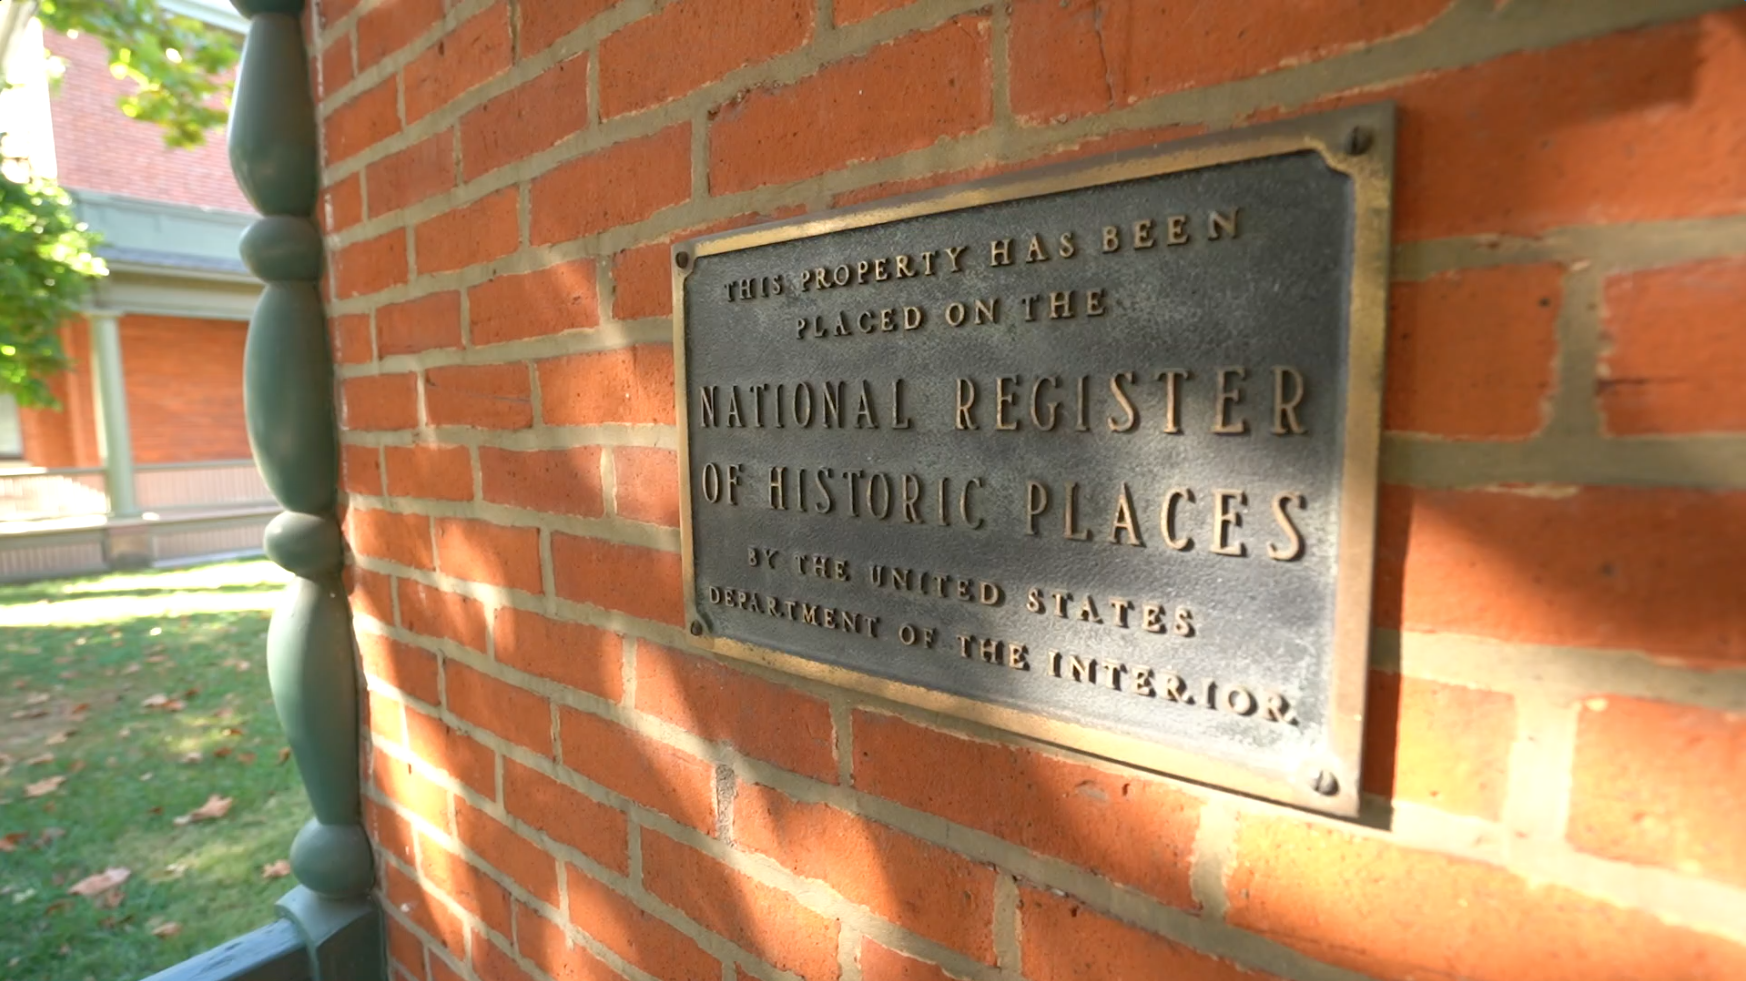 THIS PROPERTY HAS BEEN
PLACED ON THE
NATIONAL REGISTER
OF HISTORIC PLACES
BY THE UNITED STATES
DEPARTMENT OF THE INTERIOR